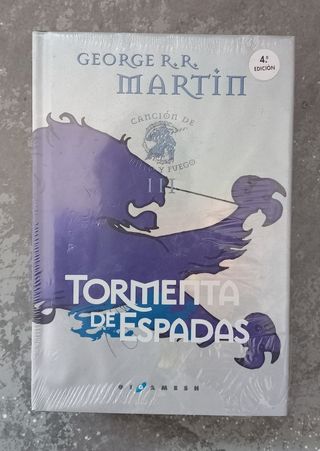 GEORGE R.R.
MARTIN
4.ª
EDICIÓN
CANCIÓN DE
HIELO Y FUEGO
III
TORMENTA
DE ESPADAS
GIGAMESH